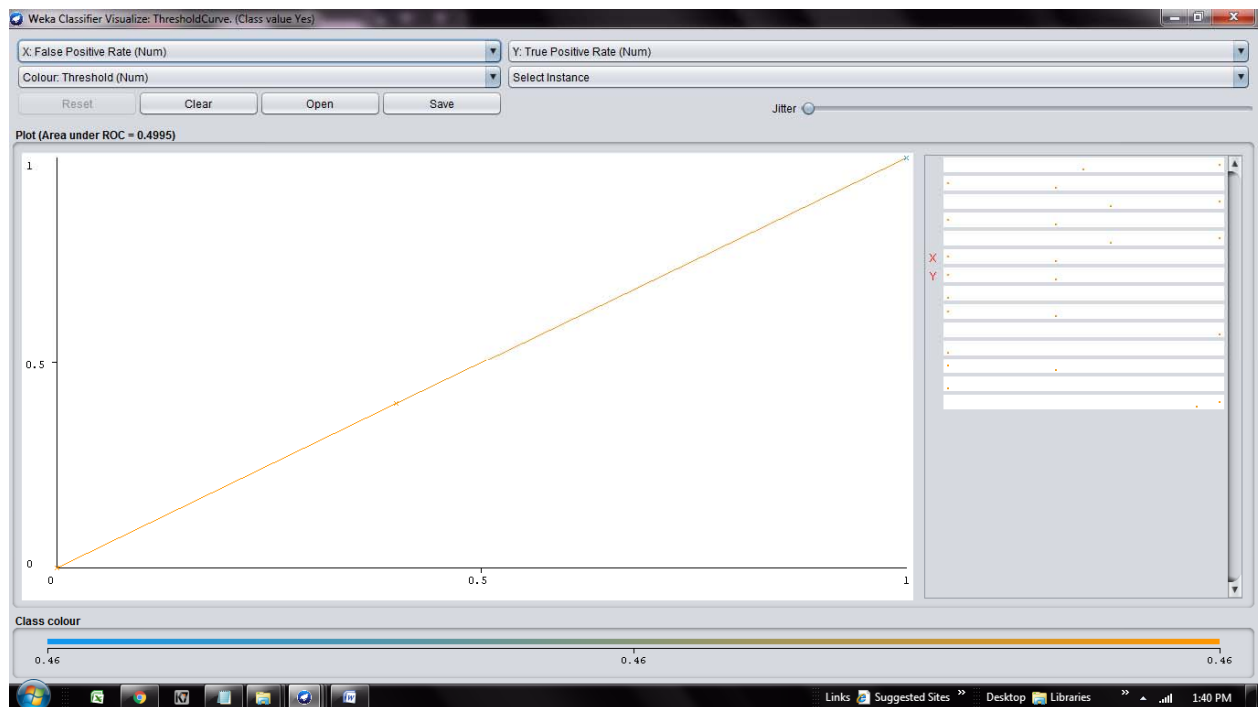 Weka Classifier Visualize: ThresholdCurve. (Class value Yes)
X: False Positive Rate (Num)
Y: True Positive Rate (Num)
Colour: Threshold (Num)
Select Instance
Reset
Clear
Open
Save
Jitter
Plot (Area under ROC = 0.4995)
1
0.5
0
0
0.5
1
X
Y
Class colour
0.46
0.46
0.46
Links Suggested Sites » Desktop Libraries » 1:40 PM